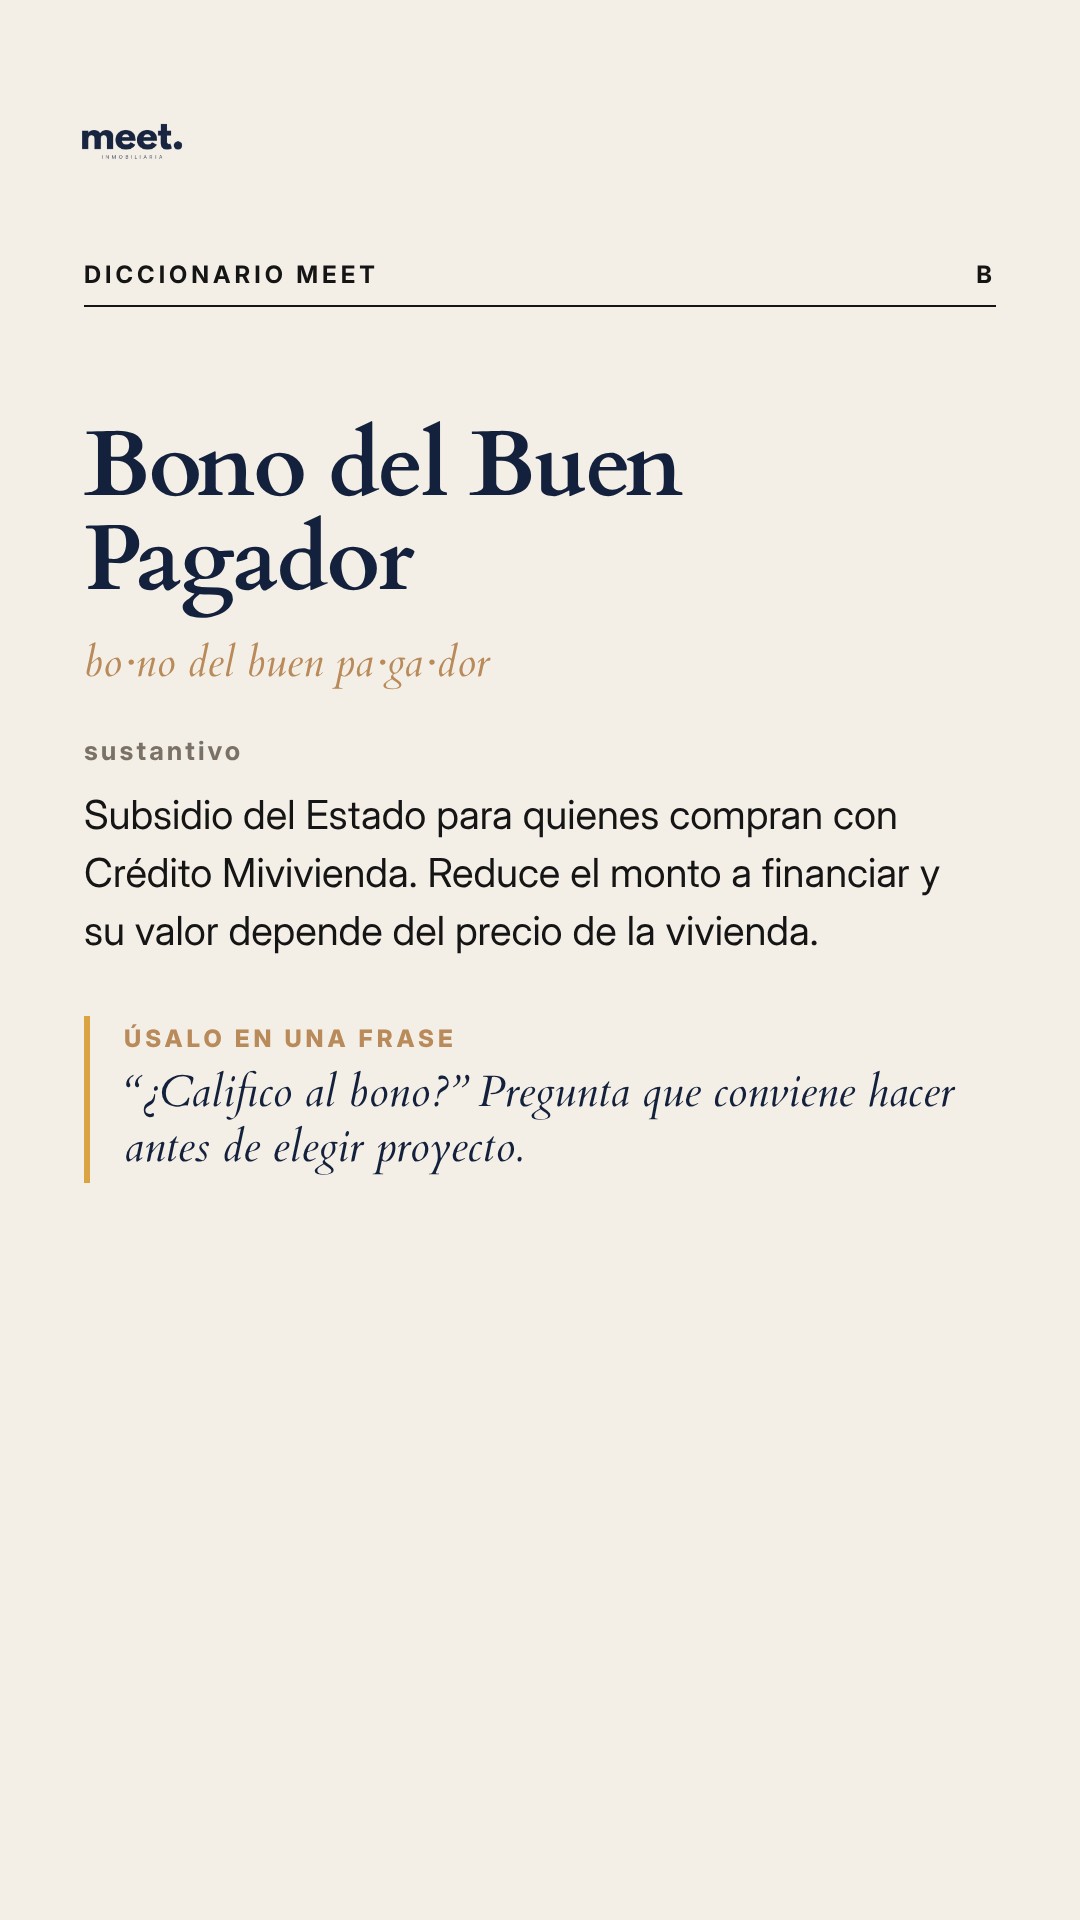 meet.
INMOBILIARIA
DICCIONARIO MEET B
Bono del Buen
Pagador
bo·no del buen pa·ga·dor
sustantivo
Subsidio del Estado para quienes compran con
Crédito Mivivienda. Reduce el monto a financiar y
su valor depende del precio de la vivienda.
ÚSALO EN UNA FRASE
“¿Califico al bono?” Pregunta que conviene hacer
antes de elegir proyecto.